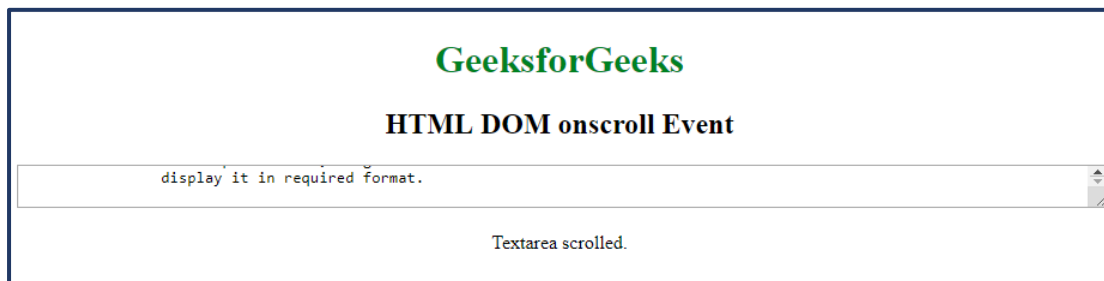 GeeksforGeeks
HTML DOM onscroll Event
display it in required format.
Textarea scrolled.